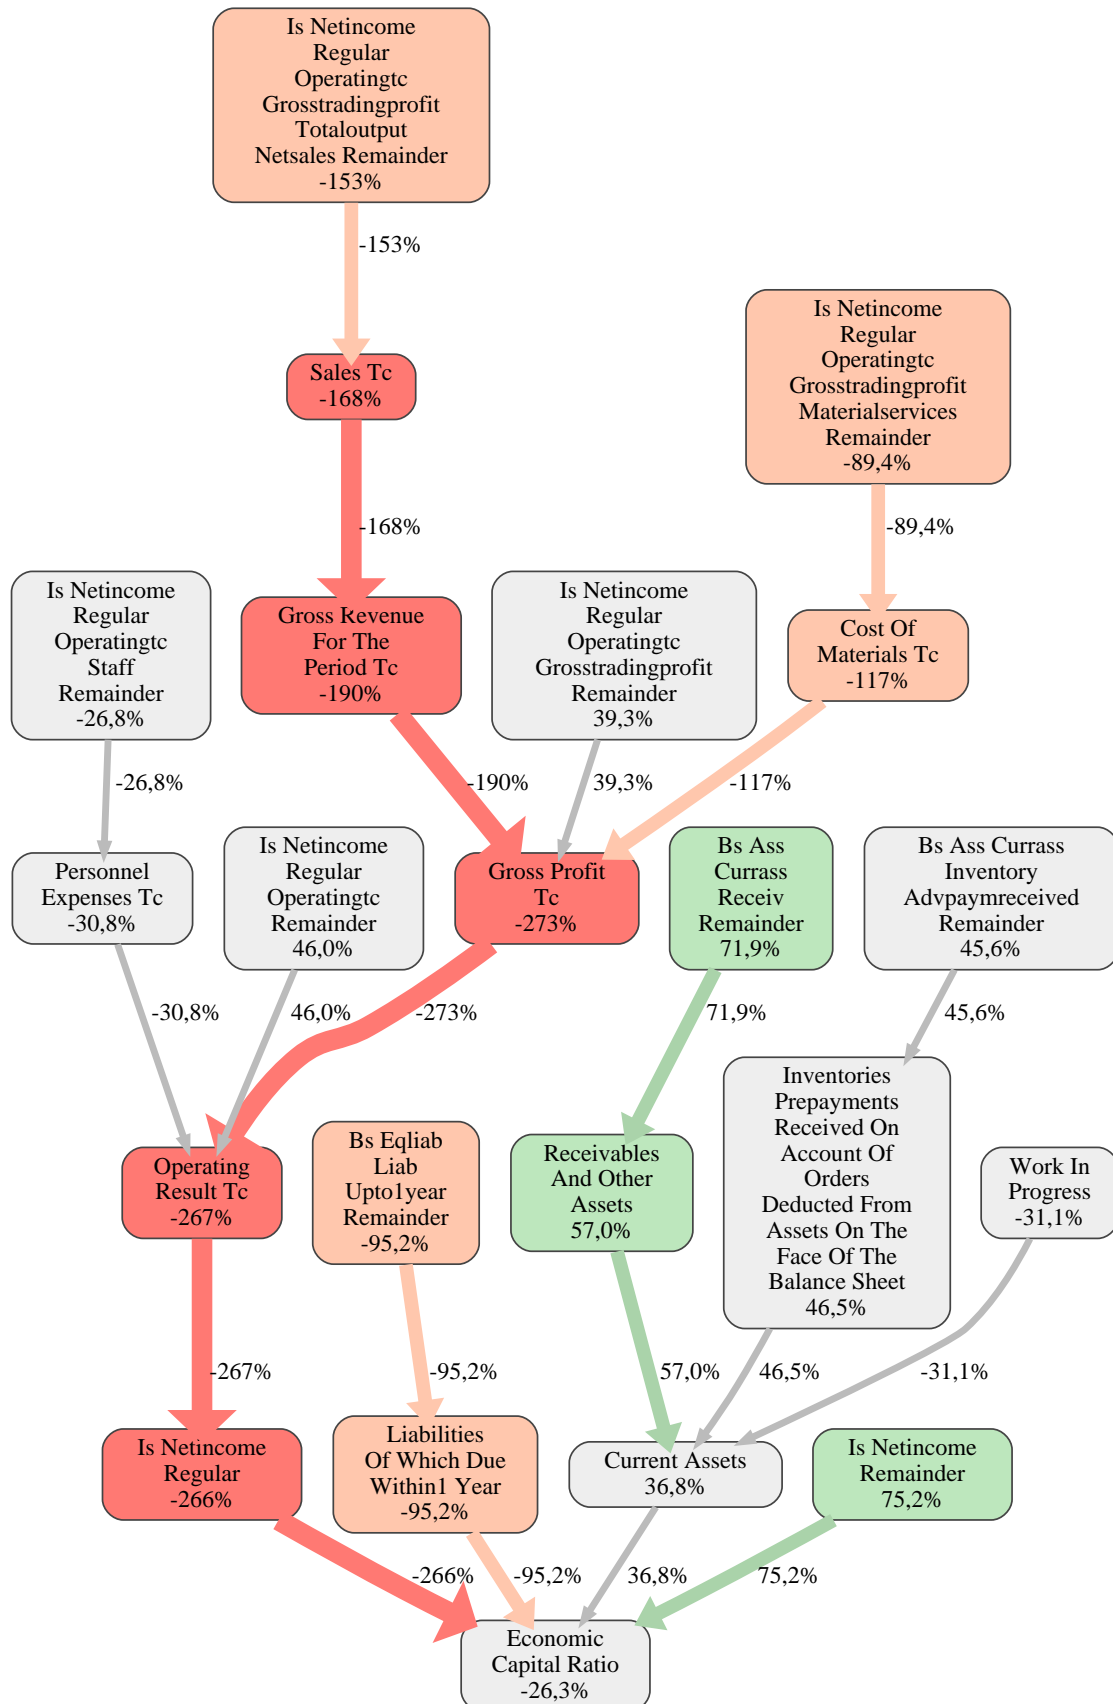 Is Netincome
Regular
Operatingtc
Grosstradingprofit
Totaloutput
Netsales Remainder
-153%
-153%
Sales Tc
-168%
Is Netincome
Regular
Operatingtc
Grosstradingprofit
Materialservices
Remainder
-89,4%
-168%
-89,4%
Is Netincome
Regular
Operatingtc
Staff
Remainder
-26,8%
Gross Revenue
For The
Period Tc
-190%
Is Netincome
Regular
Operatingtc
Grosstradingprofit
Remainder
39,3%
Cost Of
Materials Tc
-117%
-26,8%
-190%
39,3%
-117%
Personnel
Expenses Tc
-30,8%
Is Netincome
Regular
Operatingtc
Remainder
46,0%
Gross Profit
Tc
-273%
Bs Ass
Currass
Receiv
Remainder
71,9%
Bs Ass Currass
Inventory
Advpaymreceived
Remainder
45,6%
-30,8%
46,0%
-273%
71,9%
45,6%
Operating
Result Tc
-267%
Bs Eqliab
Liab
Upto1year
Remainder
-95,2%
Receivables
And Other
Assets
57,0%
Inventories
Prepayments
Received On
Account Of
Orders
Deducted From
Assets On The
Face Of The
Balance Sheet
46,5%
Work In
Progress
-31,1%
-267%
-95,2%
57,0%
46,5%
-31,1%
Is Netincome
Regular
-266%
Liabilities
Of Which Due
Within1 Year
-95,2%
Current Assets
36,8%
Is Netincome
Remainder
75,2%
-266%
-95,2%
36,8%
75,2%
Economic
Capital Ratio
-26,3%